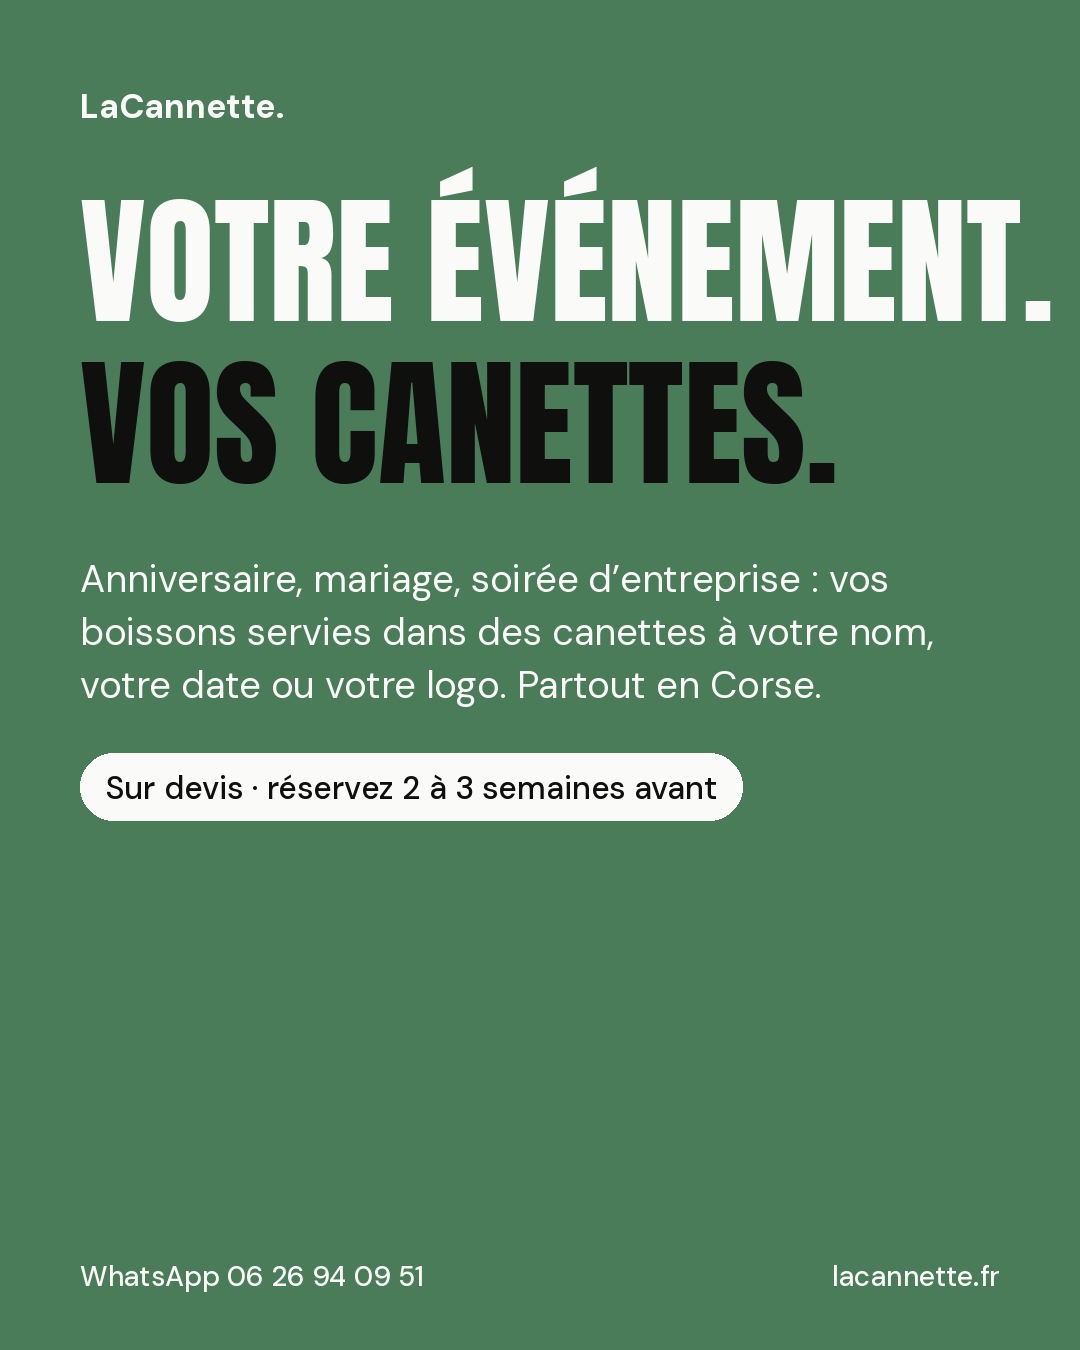 LaCannette.
VOTRE ÉVÉNEMENT.
VOS CANETTES.
Anniversaire, mariage, soirée d’entreprise : vos
boissons servies dans des canettes à votre nom,
votre date ou votre logo. Partout en Corse.
Sur devis · réservez 2 à 3 semaines avant
WhatsApp 06 26 94 09 51
lacannette.fr